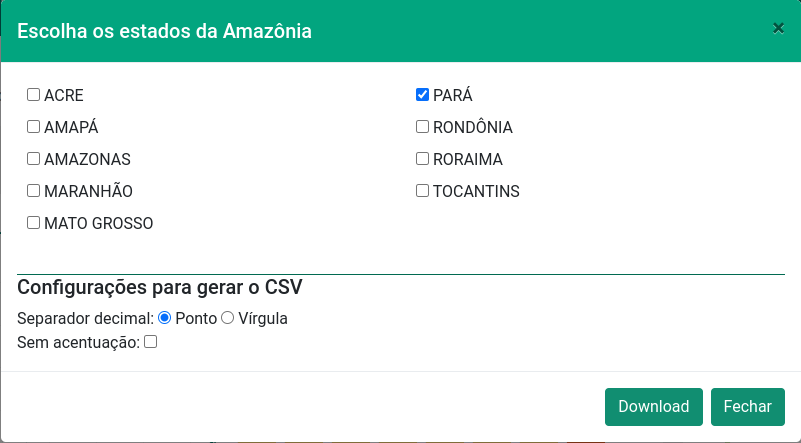 Escolha os estados da Amazônia
×
ACRE
AMAPÁ
AMAZONAS
MARANHÃO
MATO GROSSO
PARÁ
RONDÔNIA
RORAIMA
TOCANTINS
Configurações para gerar o CSV
Separador decimal: Ponto Vírgula
Sem acentuação:
Download Fechar